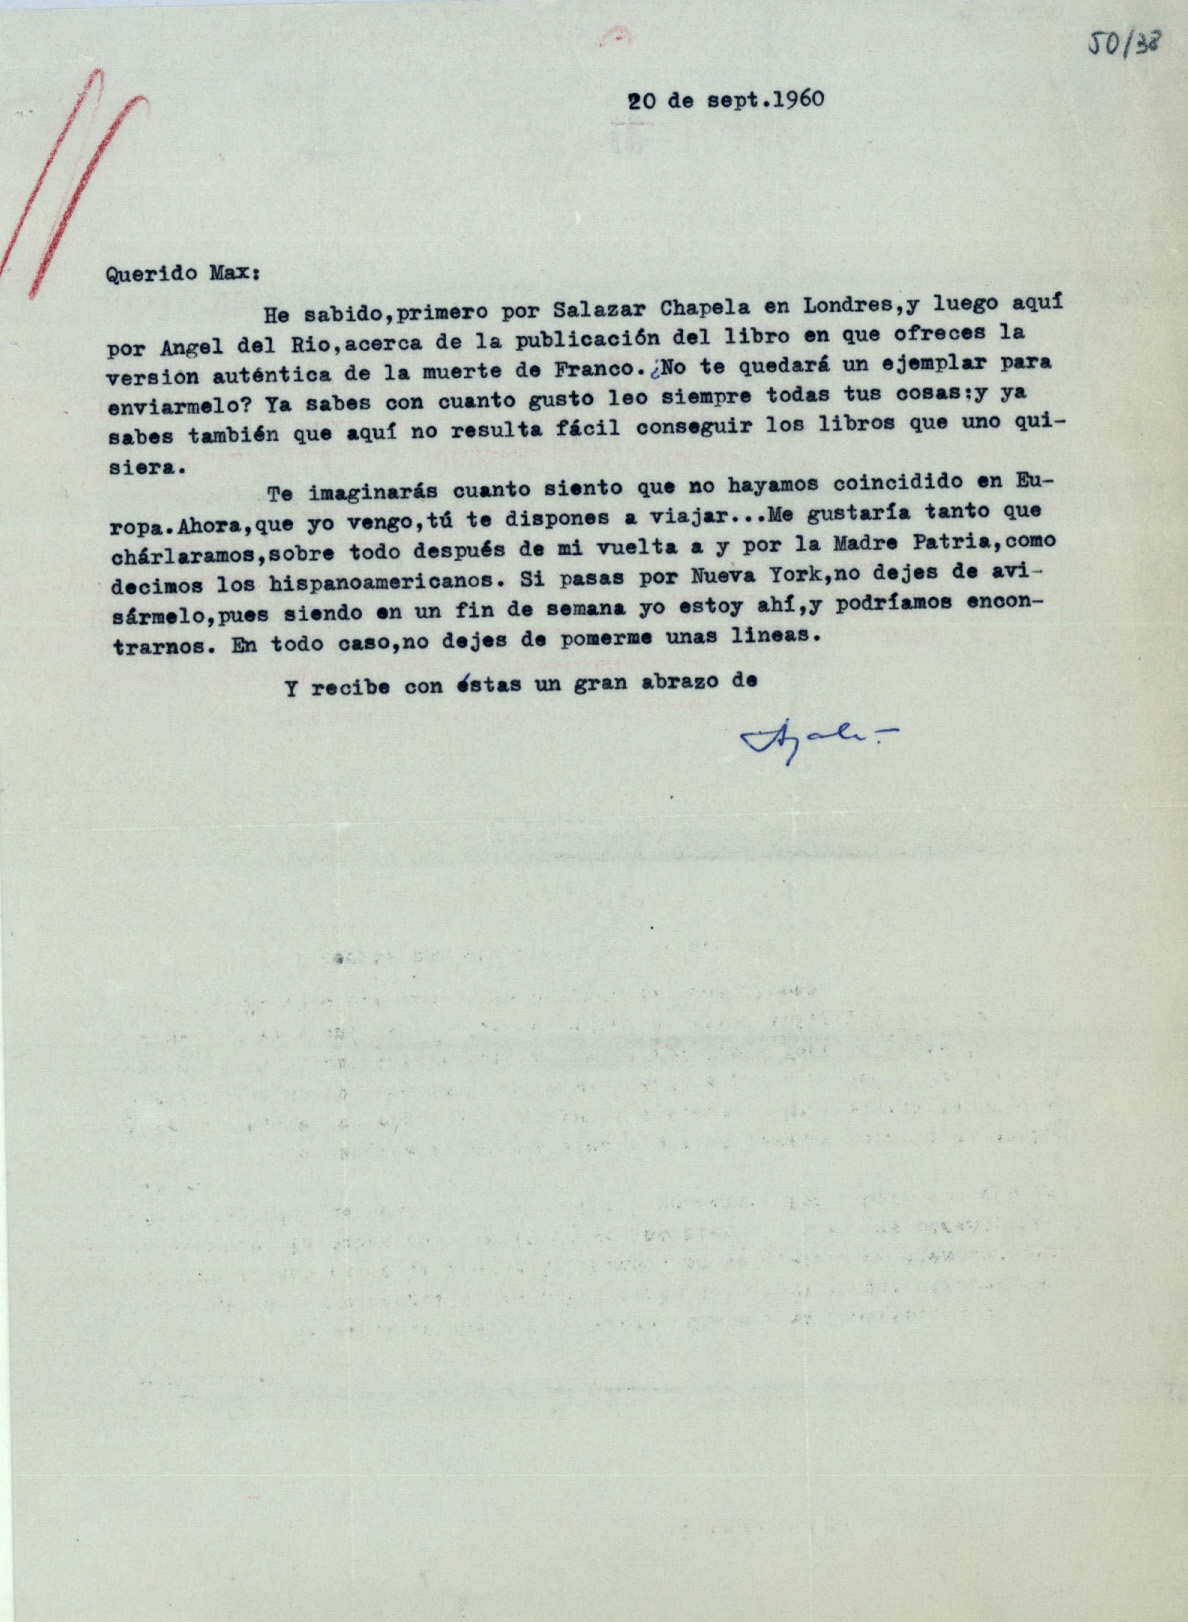 50/38
20 de sept.1960
Querido Max:
He sabido,primero por Salazar Chapela en Londres,y luego aquí
por Angel del Rio,acerca de la publicación del libro en que ofreces la
versión auténtica de la muerte de Franco.¿No te quedará un ejemplar para
enviarmelo? Ya sabes con cuanto gusto leo siempre todas tus cosas;y ya
sabes también que aquí no resulta fácil conseguir los libros que uno qui-
siera.
Te imaginarás cuanto siento que no hayamos coincidido en Eu-
ropa.Ahora,que yo vengo,tú te dispones a viajar...Me gustaría tanto que
chárlaramos,sobre todo después de mi vuelta a y por la Madre Patria,como
decimos los hispanoamericanos. Si pasas por Nueva York,no dejes de avi-
sármelo,pues siendo en un fin de semana yo estoy ahí,y podríamos encon-
trarnos. En todo caso,no dejes de pomerme unas lineas.
Y recibe con éstas un gran abrazo de
Ayala.-